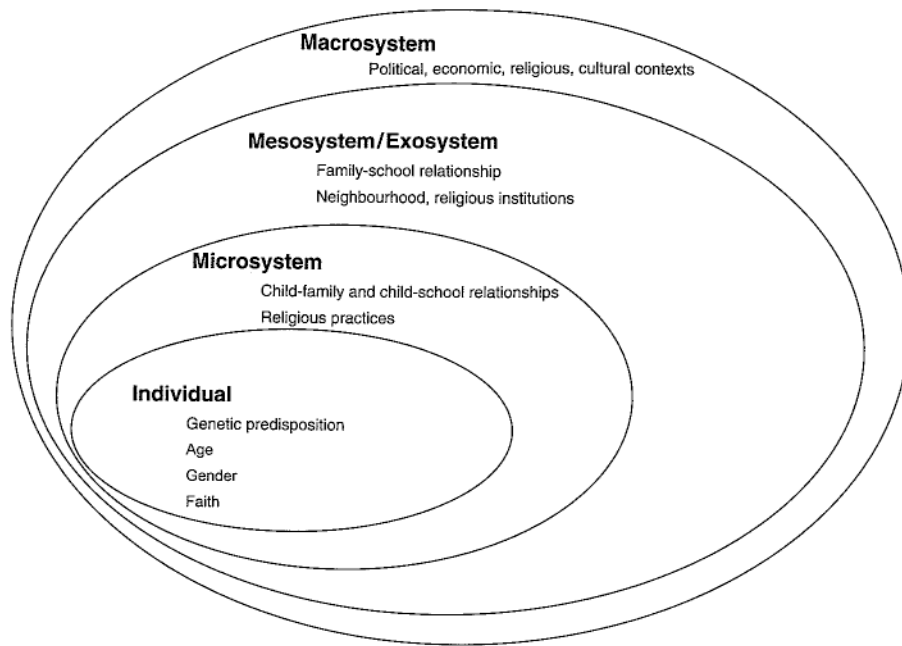 Macrosystem
Political, economic, religious, cultural contexts
Mesosystem/Exosystem
Family-school relationship
Neighbourhood, religious institutions
Microsystem
Child-family and child-school relationships
Religious practices
Individual
Genetic predisposition
Age
Gender
Faith